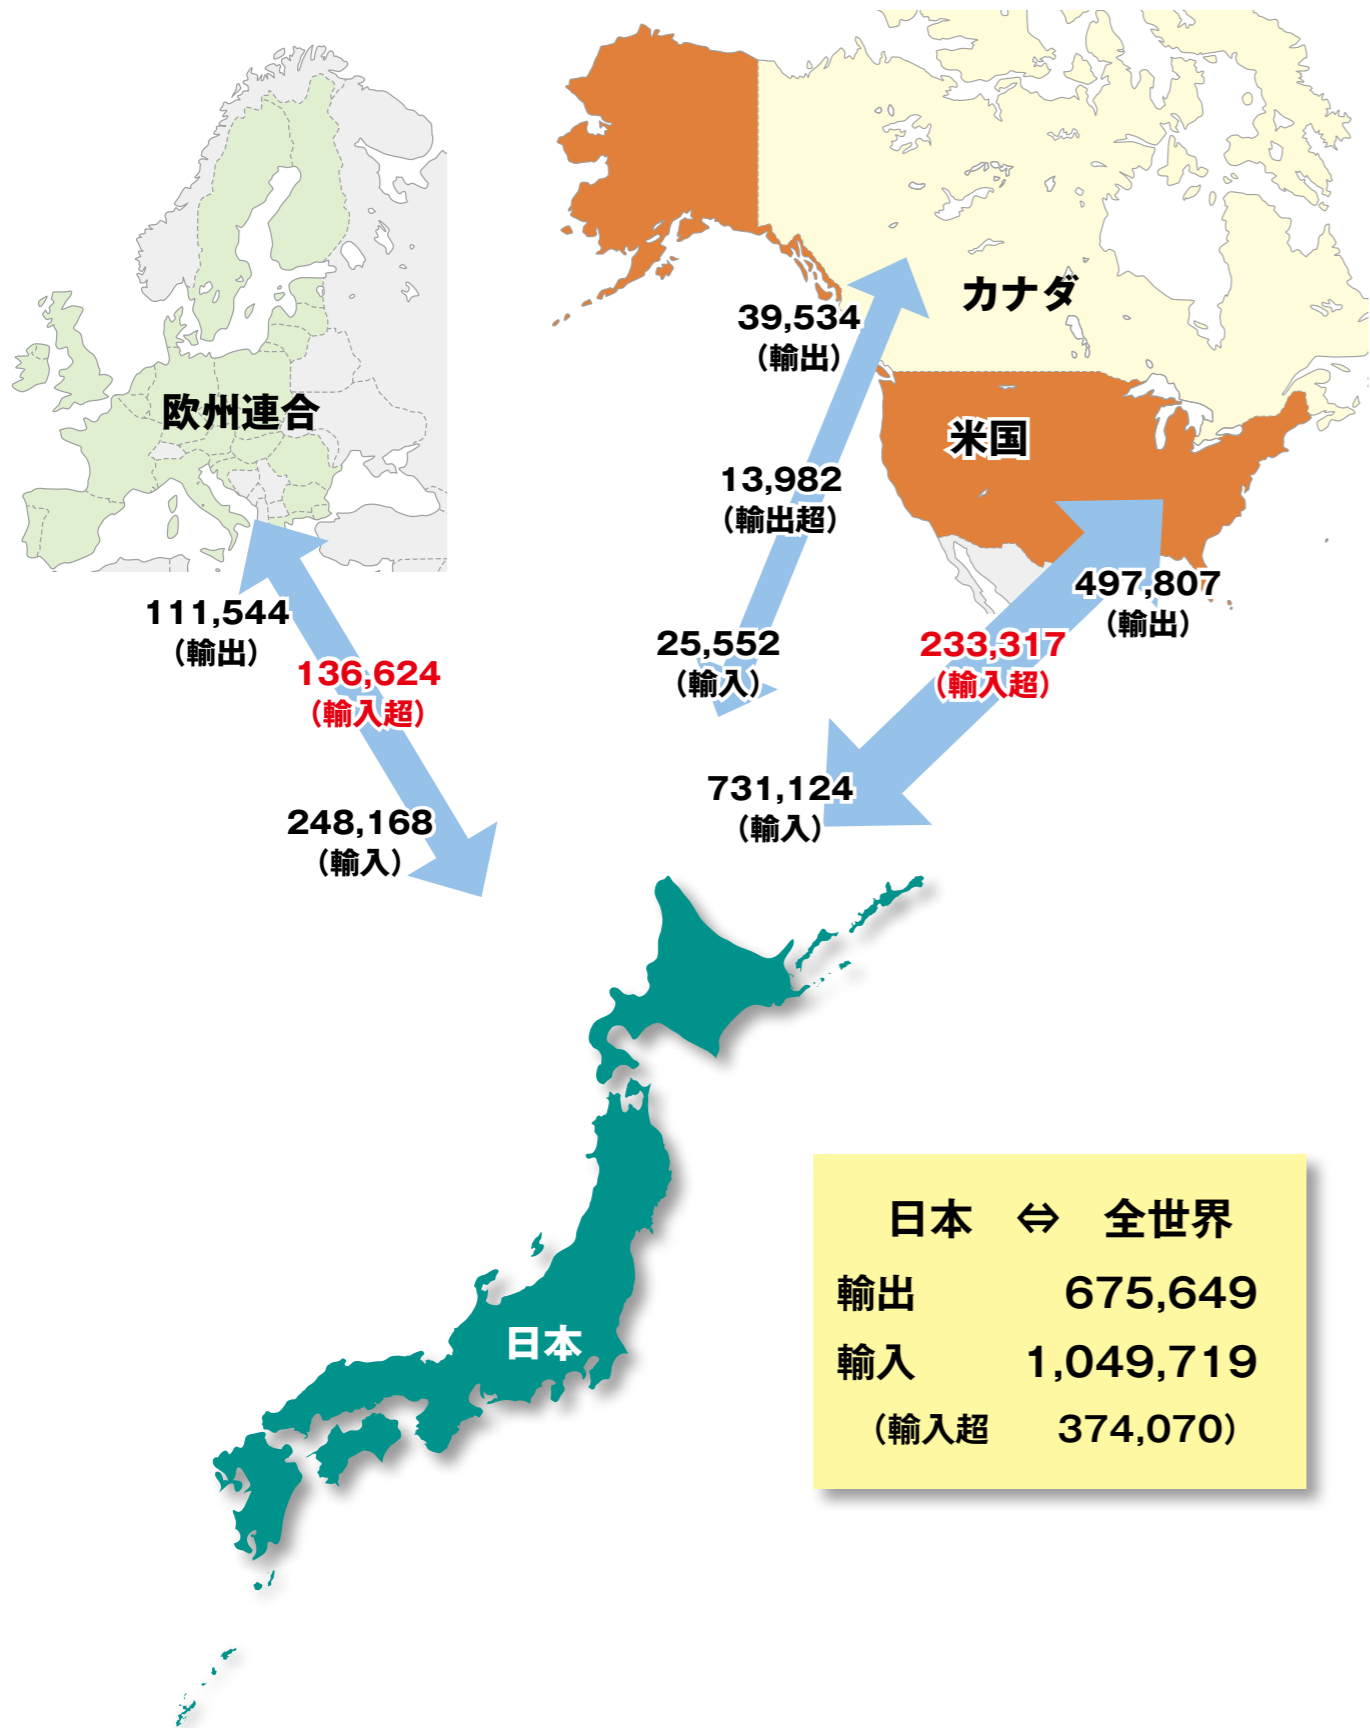 カナダ
39,534
(輸出)
欧州連合
米国
13,982
(輸出超)
497,807
(輸出)
111,544
(輸出)
25,552
(輸入)
233,317
(輸入超)
136,624
(輸入超)
731,124
(輸入)
248,168
(輸入)
日本 ⇔ 全世界
輸出 675,649
輸入 1,049,719
(輸入超 374,070)
日本